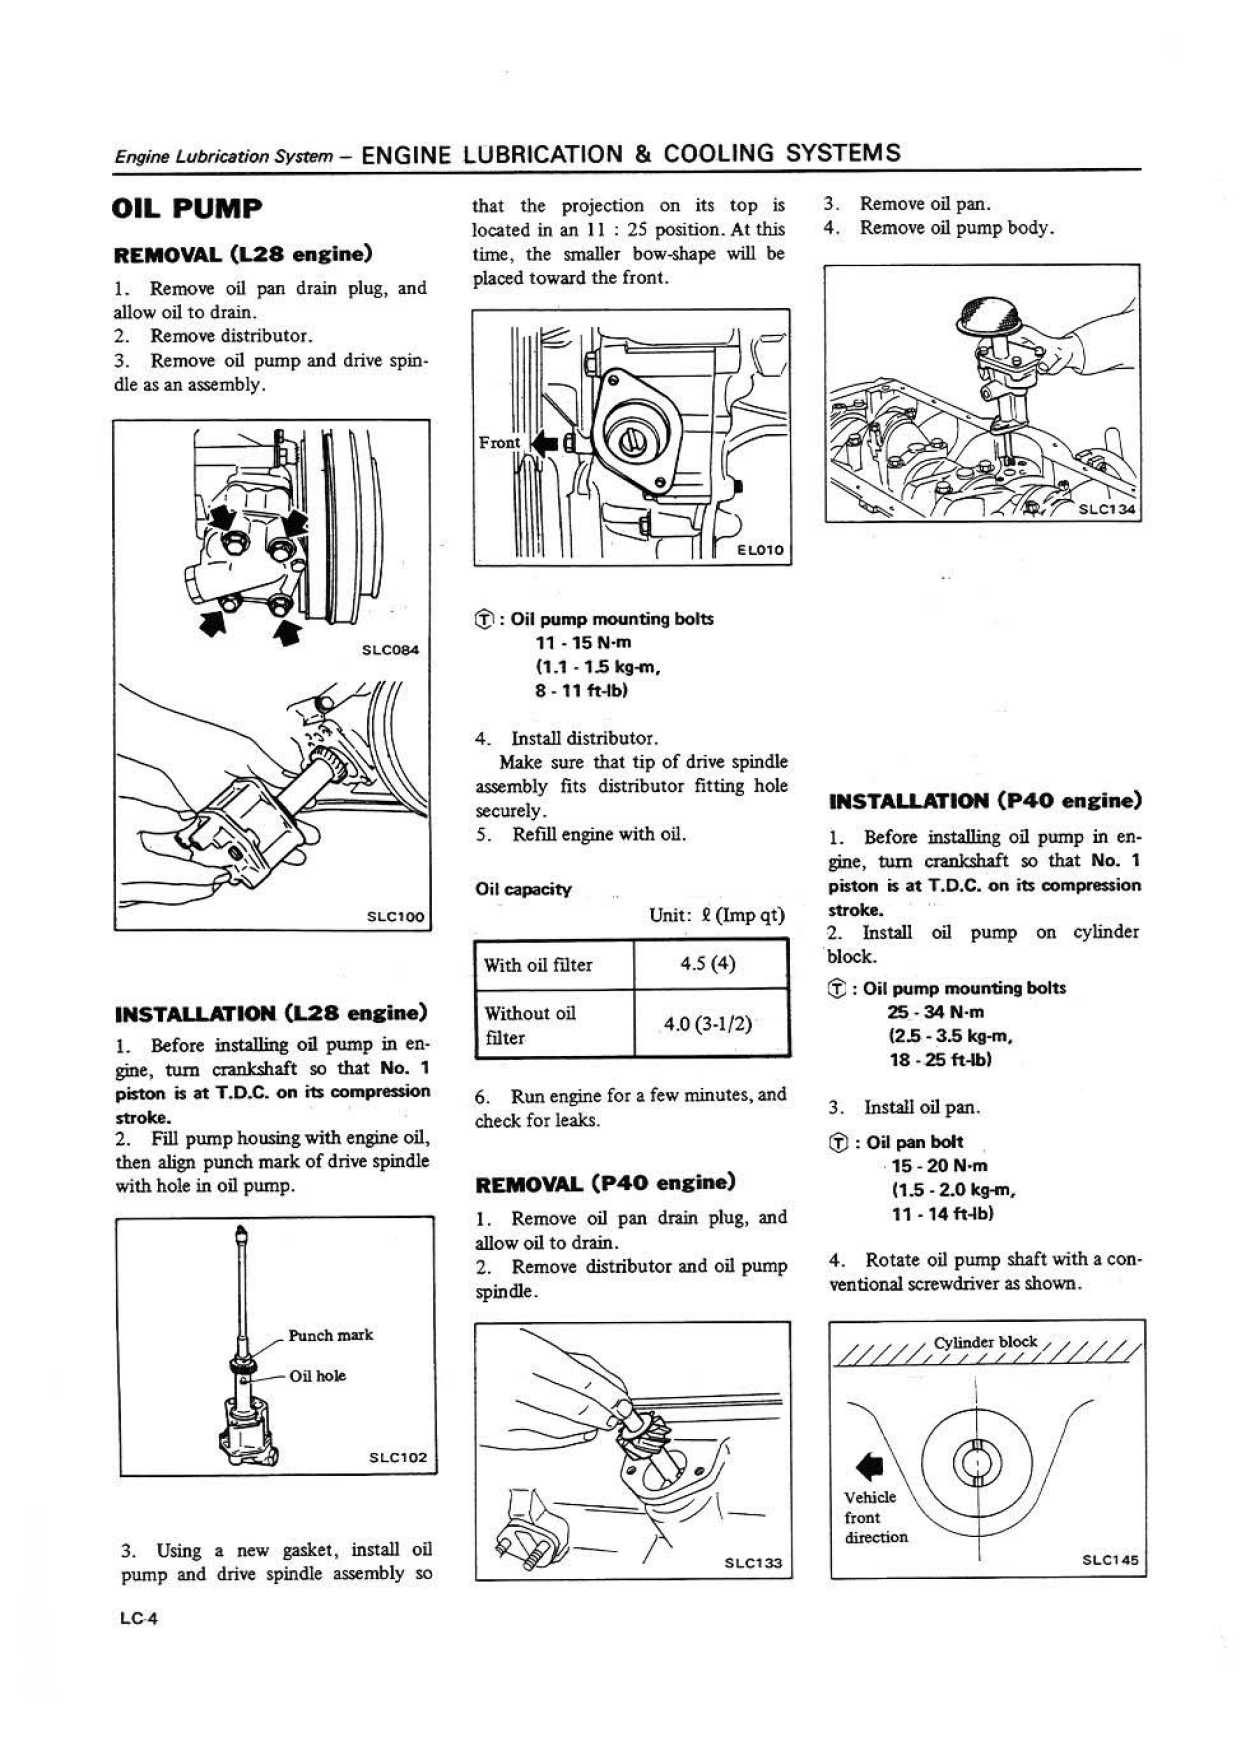 Engine Lubrication System – ENGINE LUBRICATION & COOLING SYSTEMS
OIL PUMP
REMOVAL (L28 engine)
1. Remove oil pan drain plug, and
allow oil to drain.
2. Remove distributor.
3. Remove oil pump and drive spin-
dle as an assembly.
SLC084
SLC100
INSTALLATION (L28 engine)
1. Before installing oil pump in en-
gine, turn crankshaft so that No. 1
piston is at T.D.C. on its compression
stroke.
2. Fill pump housing with engine oil,
then align punch mark of drive spindle
with hole in oil pump.
Punch mark
Oil hole
SLC102
3. Using a new gasket, install oil
pump and drive spindle assembly so
that the projection on its top is
located in an 11 : 25 position. At this
time, the smaller bow-shape will be
placed toward the front.
Front
EL010
Ⓣ : Oil pump mounting bolts
11 - 15 N·m
(1.1 - 1.5 kg-m,
8 - 11 ft-lb)
4. Install distributor.
Make sure that tip of drive spindle
assembly fits distributor fitting hole
securely.
5. Refill engine with oil.
Oil capacity
Unit: ℓ (Imp qt)
With oil filter 4.5 (4)
Without oil
filter 4.0 (3-1/2)
6. Run engine for a few minutes, and
check for leaks.
REMOVAL (P40 engine)
1. Remove oil pan drain plug, and
allow oil to drain.
2. Remove distributor and oil pump
spindle.
SLC133
3. Remove oil pan.
4. Remove oil pump body.
SLC134
INSTALLATION (P40 engine)
1. Before installing oil pump in en-
gine, turn crankshaft so that No. 1
piston is at T.D.C. on its compression
stroke.
2. Install oil pump on cylinder
block.
Ⓣ : Oil pump mounting bolts
25 - 34 N·m
(2.5 - 3.5 kg-m,
18 - 25 ft-lb)
3. Install oil pan.
Ⓣ : Oil pan bolt
15 - 20 N·m
(1.5 - 2.0 kg-m,
11 - 14 ft-lb)
4. Rotate oil pump shaft with a con-
ventional screwdriver as shown.
Cylinder block
Vehicle
front
direction
SLC145
LC-4